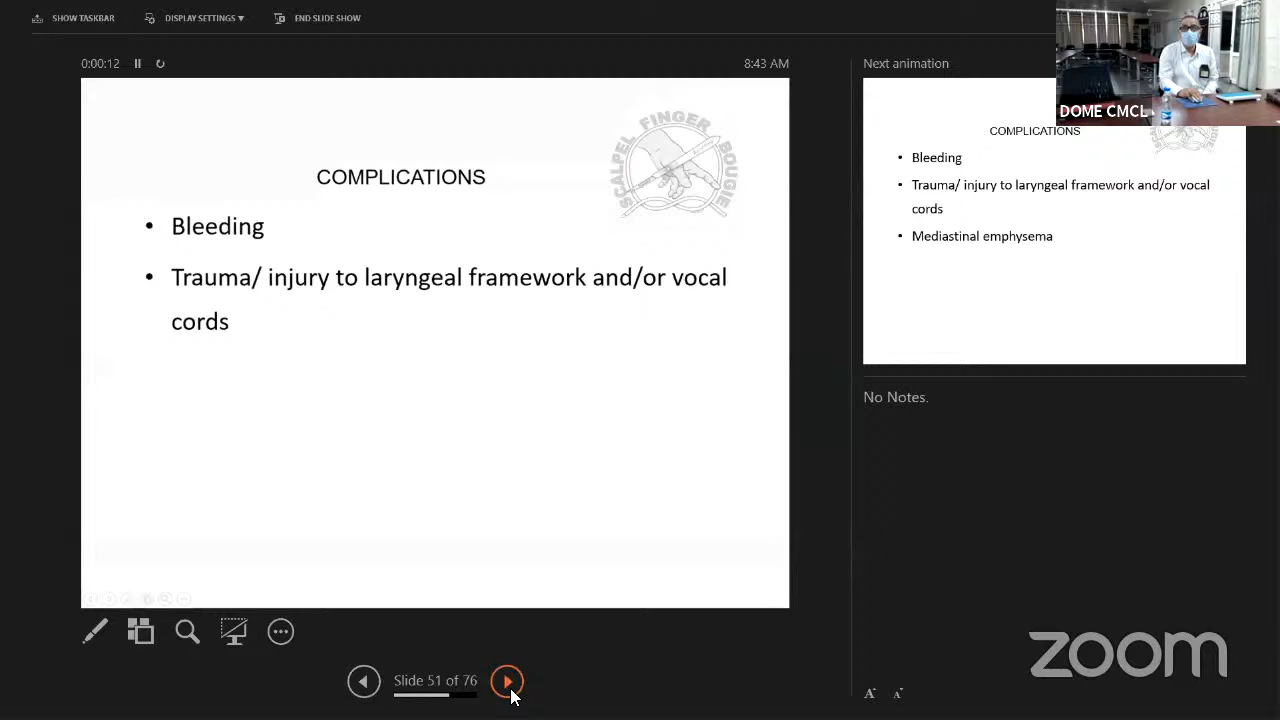 SHOW TASKBAR
DISPLAY SETTINGS ▼
END SLIDE SHOW
0:00:12
8:43 AM
COMPLICATIONS
SCALPEL FINGER BOUGIE
• Bleeding
• Trauma/ injury to laryngeal framework and/or vocal
cords
Slide 51 of 76
Next animation
DOME CMCL
COMPLICATIONS
• Bleeding
• Trauma/ injury to laryngeal framework and/or vocal
cords
• Mediastinal emphysema
No Notes.
zoom
A A